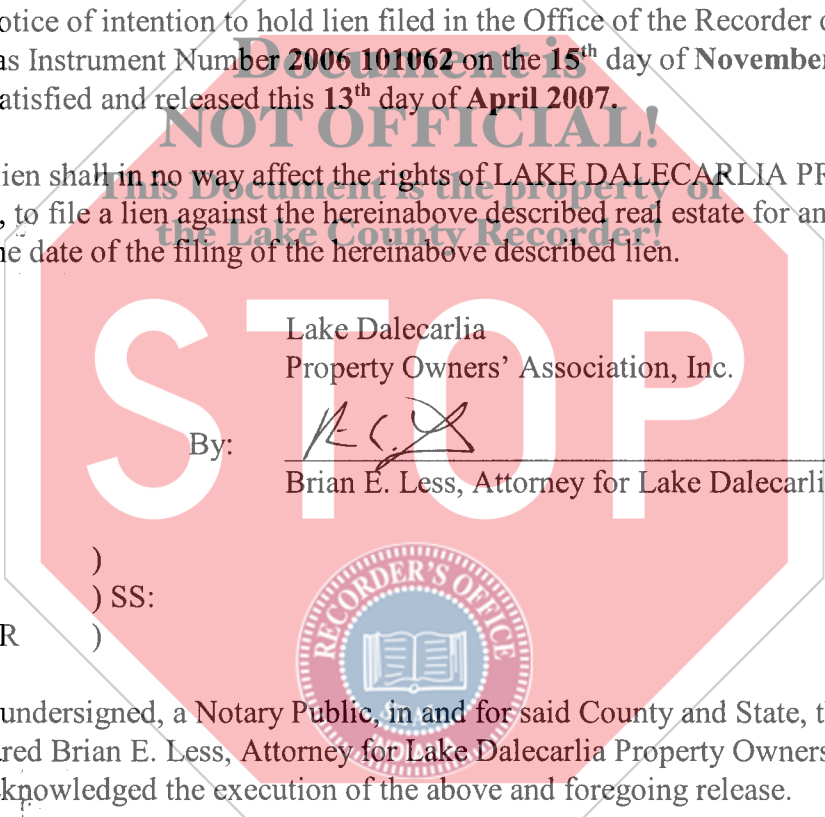 otice of intention to hold lien filed in the Office of the Recorder
as Instrument Number 2006 101062 on the 15th day of November
Document is
atisfied and released this 13th day of April 2007.
NOT OFFICIAL!
ien shall in no way affect the rights of LAKE DALECARLIA PR
This Document is the property of
, to file a lien against the hereinabove described real estate for an
the Lake County Recorder!
he date of the filing of the hereinabove described lien.
STOP
Lake Dalecarlia
Property Owners' Association, Inc.
By:
Brian E. Less, Attorney for Lake Dalecarli
)
) SS:
R )
RECORDER'S OFFICE
SEAL
INDIANA
undersigned, a Notary Public, in and for said County and State, t
red Brian E. Less, Attorney for Lake Dalecarlia Property Owners
knowledged the execution of the above and foregoing release.